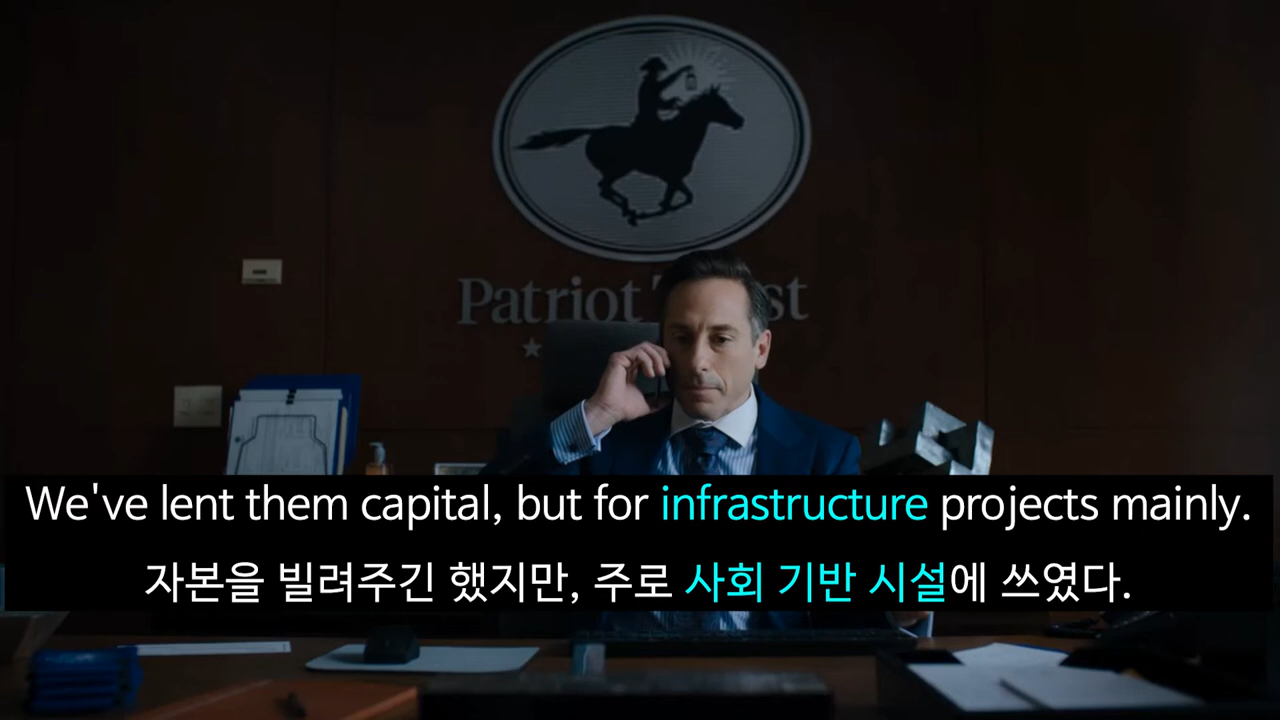 Patriot T st
We've lent them capital, but for infrastructure projects mainly.
자본을 빌려주긴 했지만, 주로 사회 기반 시설에 쓰였다.